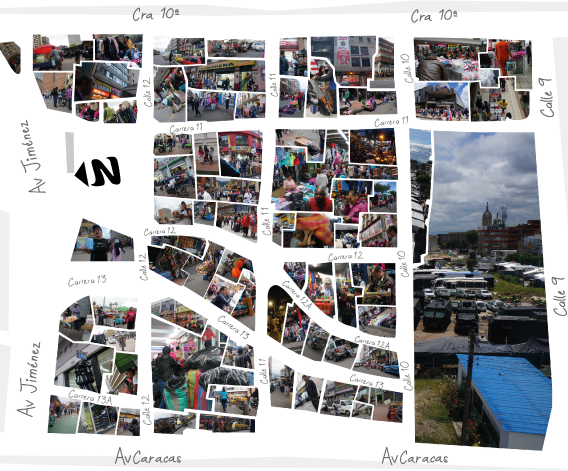 Cra 10ª
Cra 10ª
Calle 12
Calle 11
Calle 10
Calle 9
Carrera 11
Carrera 11
Av Jiménez
N
Calle 11
Carrera 12
Carrera 12
Calle 12
Calle 10
Carrera 13
Carrera 12A
Calle 9
Carrera 13
Carrera 12A
Av Jiménez
Calle 11
Calle 10
Carrera 13
Carrera 13A
Calle 12
AvCaracas
AvCaracas